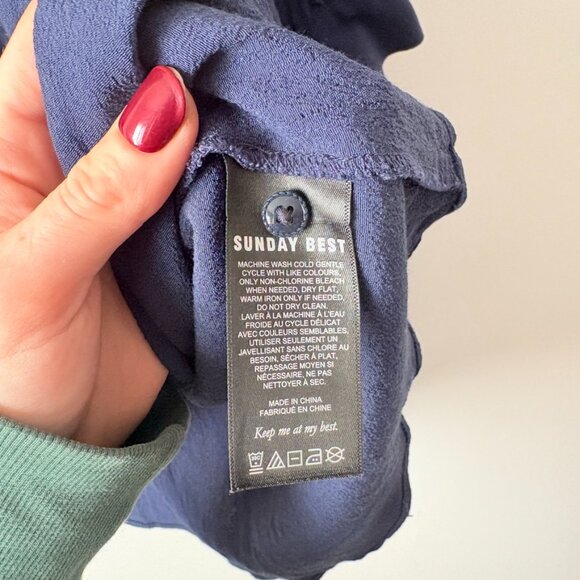 SUNDAY BEST
MACHINE WASH COLD GENTLE
CYCLE WITH LIKE COLOURS,
ONLY NON-CHLORINE BLEACH
WHEN NEEDED, DRY FLAT,
WARM IRON ONLY IF NEEDED,
DO NOT DRY CLEAN.
LAVER À LA MACHINE À L'EAU
FROIDE AU CYCLE DÉLICAT
AVEC COULEURS SEMBLABLES,
UTILISER SEULEMENT UN
JAVELLISANT SANS CHLORE AU
BESOIN, SÉCHER À PLAT,
REPASSAGE MOYEN SI
NÉCESSAIRE, NE PAS
NETTOYER À SEC.
MADE IN CHINA
FABRIQUÉ EN CHINE
Keep me at my best.